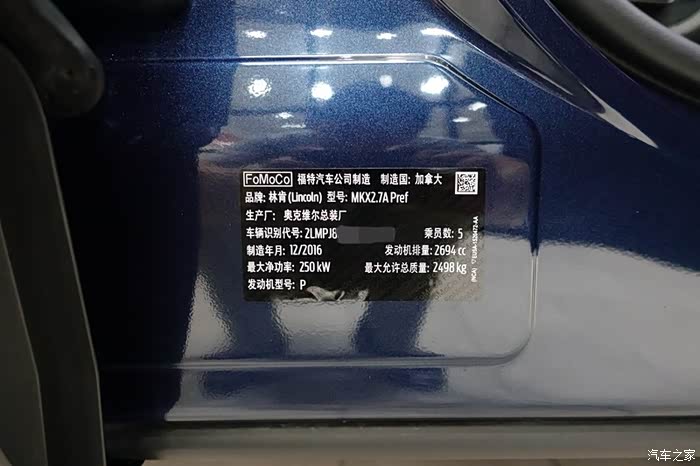 FoMoCo 福特汽车公司制造 制造国: 加拿大
品牌: 林肯(Lincoln) 型号: MKX2.7A Pref
生产厂: 奥克维尔总装厂
车辆识别代号: 2LMPJ8 乘员数: 5
制造年月: 12/2016 发动机排量: 2694 cc
最大净功率: 250 kW 最大允许总质量: 2498 kg
发动机型号: P
(NCA)
汽车之家